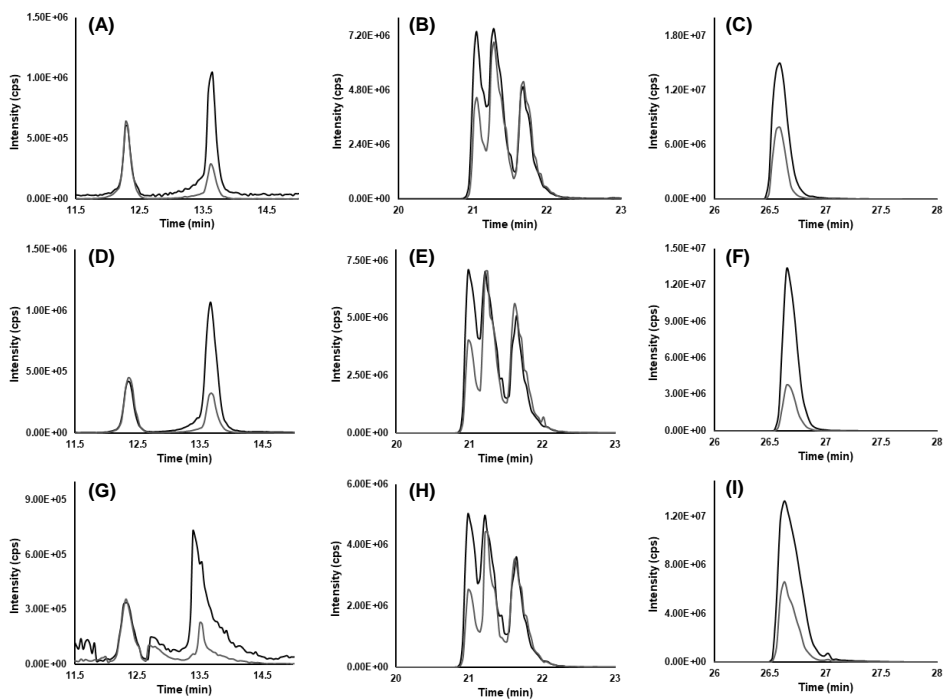 (A)
Intensity (cps)
1.50E +06
1.00E +06
5.00E +05
0.00E +00
11.5 12.5 13.5 14.5
Time (min)
(B)
Intensity (cps)
7.20E +06
4.80E +06
2.40E +06
0.00E +00
20 21 22 23
Time (min)
(C)
Intensity (cps)
1.80E +07
1.20E +07
6.00E +06
0.00E +00
26 26.5 27 27.5 28
Time (min)
(D)
Intensity (cps)
1.50E +06
1.00E +06
5.00E +05
0.00E +00
11.5 12.5 13.5 14.5
Time (min)
(E)
Intensity (cps)
7.50E +06
5.00E +06
2.50E +06
0.00E +00
20 21 22 23
Time (min)
(F)
Intensity (cps)
1.50E +07
1.20E +07
9.00E +06
6.00E +06
3.00E +06
0.00E +00
26 26.5 27 27.5 28
Time (min)
(G)
Intensity (cps)
9.00E +05
6.00E +05
3.00E +05
0.00E +00
11.5 12.5 13.5 14.5
Time (min)
(H)
Intensity (cps)
6.00E +06
4.00E +06
2.00E +06
0.00E +00
20 21 22 23
Time (min)
(I)
Intensity (cps)
1.20E +07
8.00E +06
4.00E +06
0.00E +00
26 26.5 27 27.5 28
Time (min)